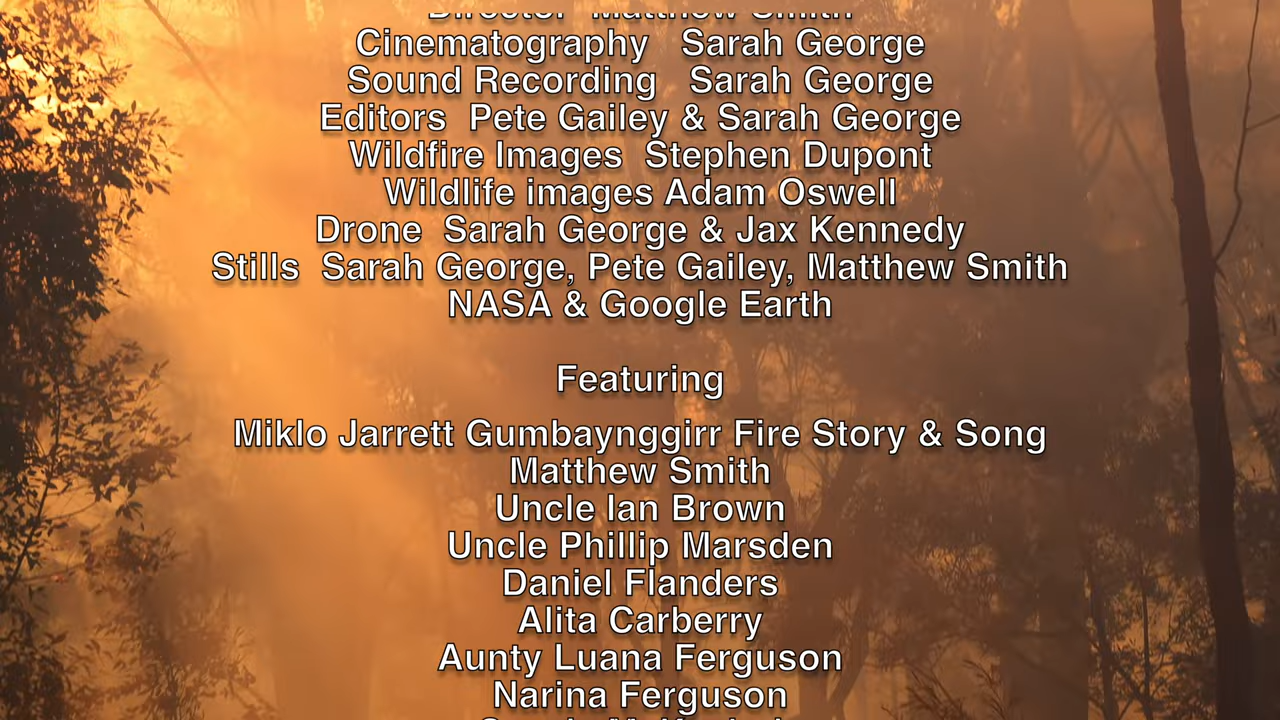 Director  Matthew Smith
Cinematography   Sarah George
Sound Recording   Sarah George
Editors  Pete Gailey & Sarah George
Wildfire Images  Stephen Dupont
Wildlife images Adam Oswell
Drone  Sarah George & Jax Kennedy
Stills  Sarah George, Pete Gailey, Matthew Smith
NASA & Google Earth
Featuring
Miklo Jarrett Gumbaynggirr Fire Story & Song
Matthew Smith
Uncle Ian Brown
Uncle Phillip Marsden
Daniel Flanders
Alita Carberry
Aunty Luana Ferguson
Narina Ferguson